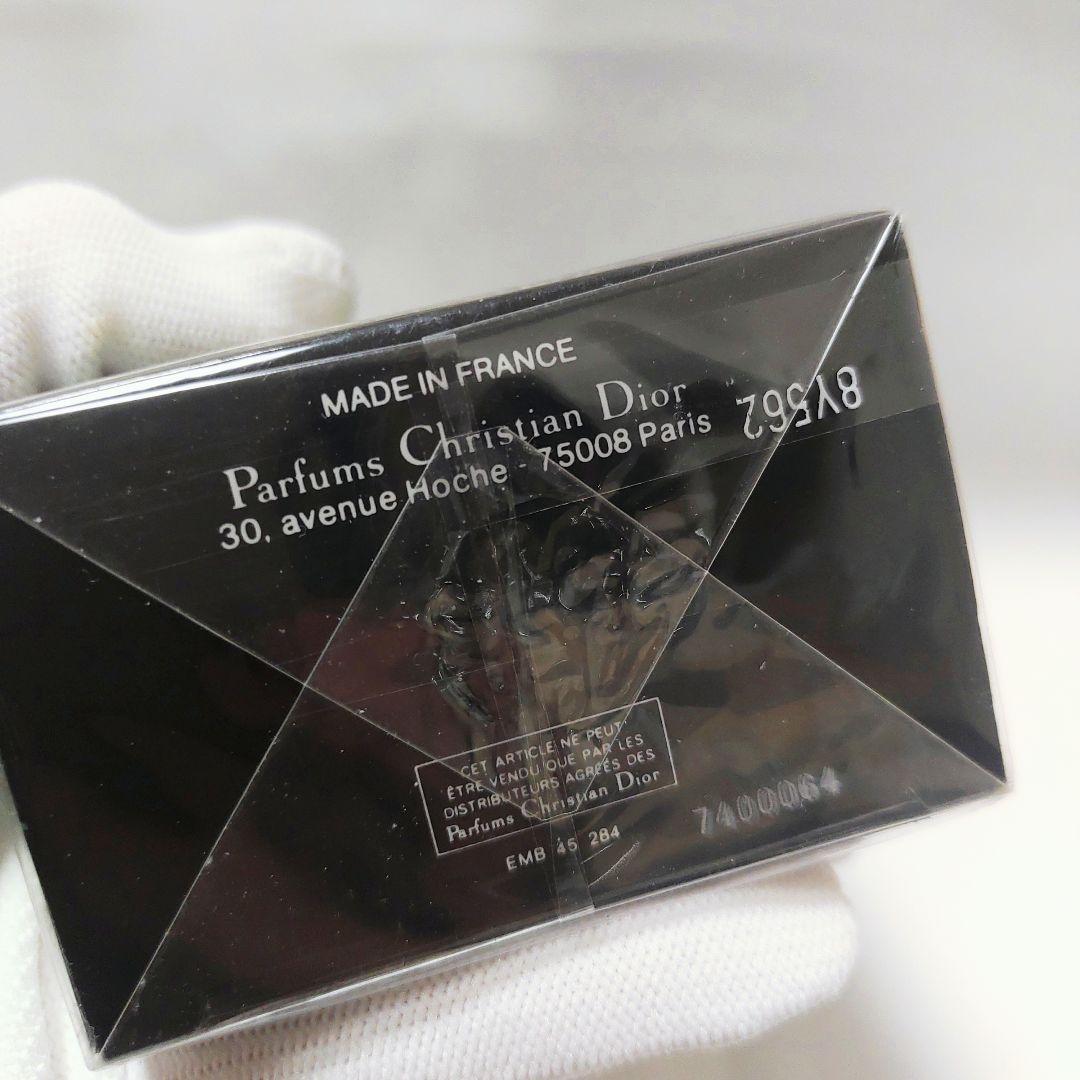 MADE IN FRANCE
Parfums Christian Dior
30, avenue Hoche - 75008 Paris
8Y562
CET ARTICLE NE PEUT
ÊTRE VENDU QUE PAR LES
DISTRIBUTEURS AGRÉÉS DES
Parfums Christian Dior
EMB 45 284
7400064